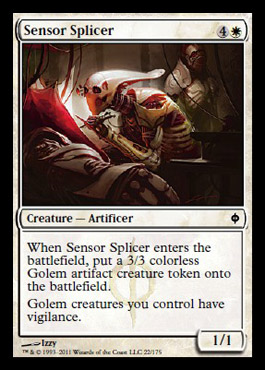 Sensor Splicer 4
Creature — Artificer
When Sensor Splicer enters the
battlefield, put a 3/3 colorless
Golem artifact creature token onto
the battlefield.
Golem creatures you control have
vigilance.
1/1
Izzy
™ & © 1993–2011 Wizards of the Coast LLC 22/175